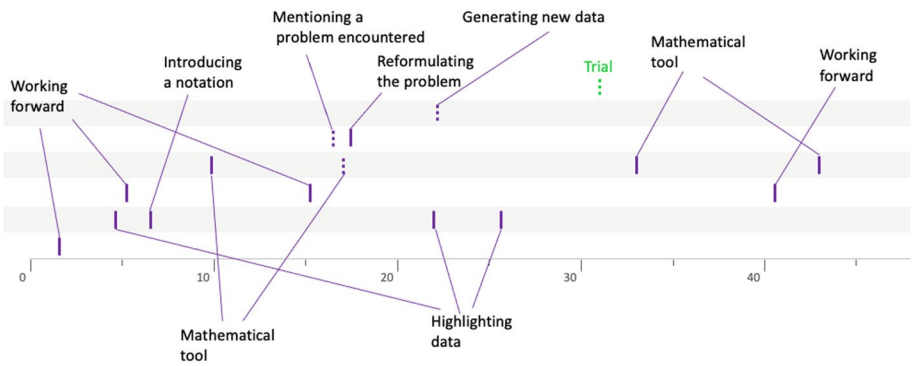 Mentioning a
problem encountered
Generating new data
Introducing
a notation
Reformulating
the problem
Trial
Mathematical
tool
Working
forward
Working
forward
0
10
20
30
40
Mathematical
tool
Highlighting
data